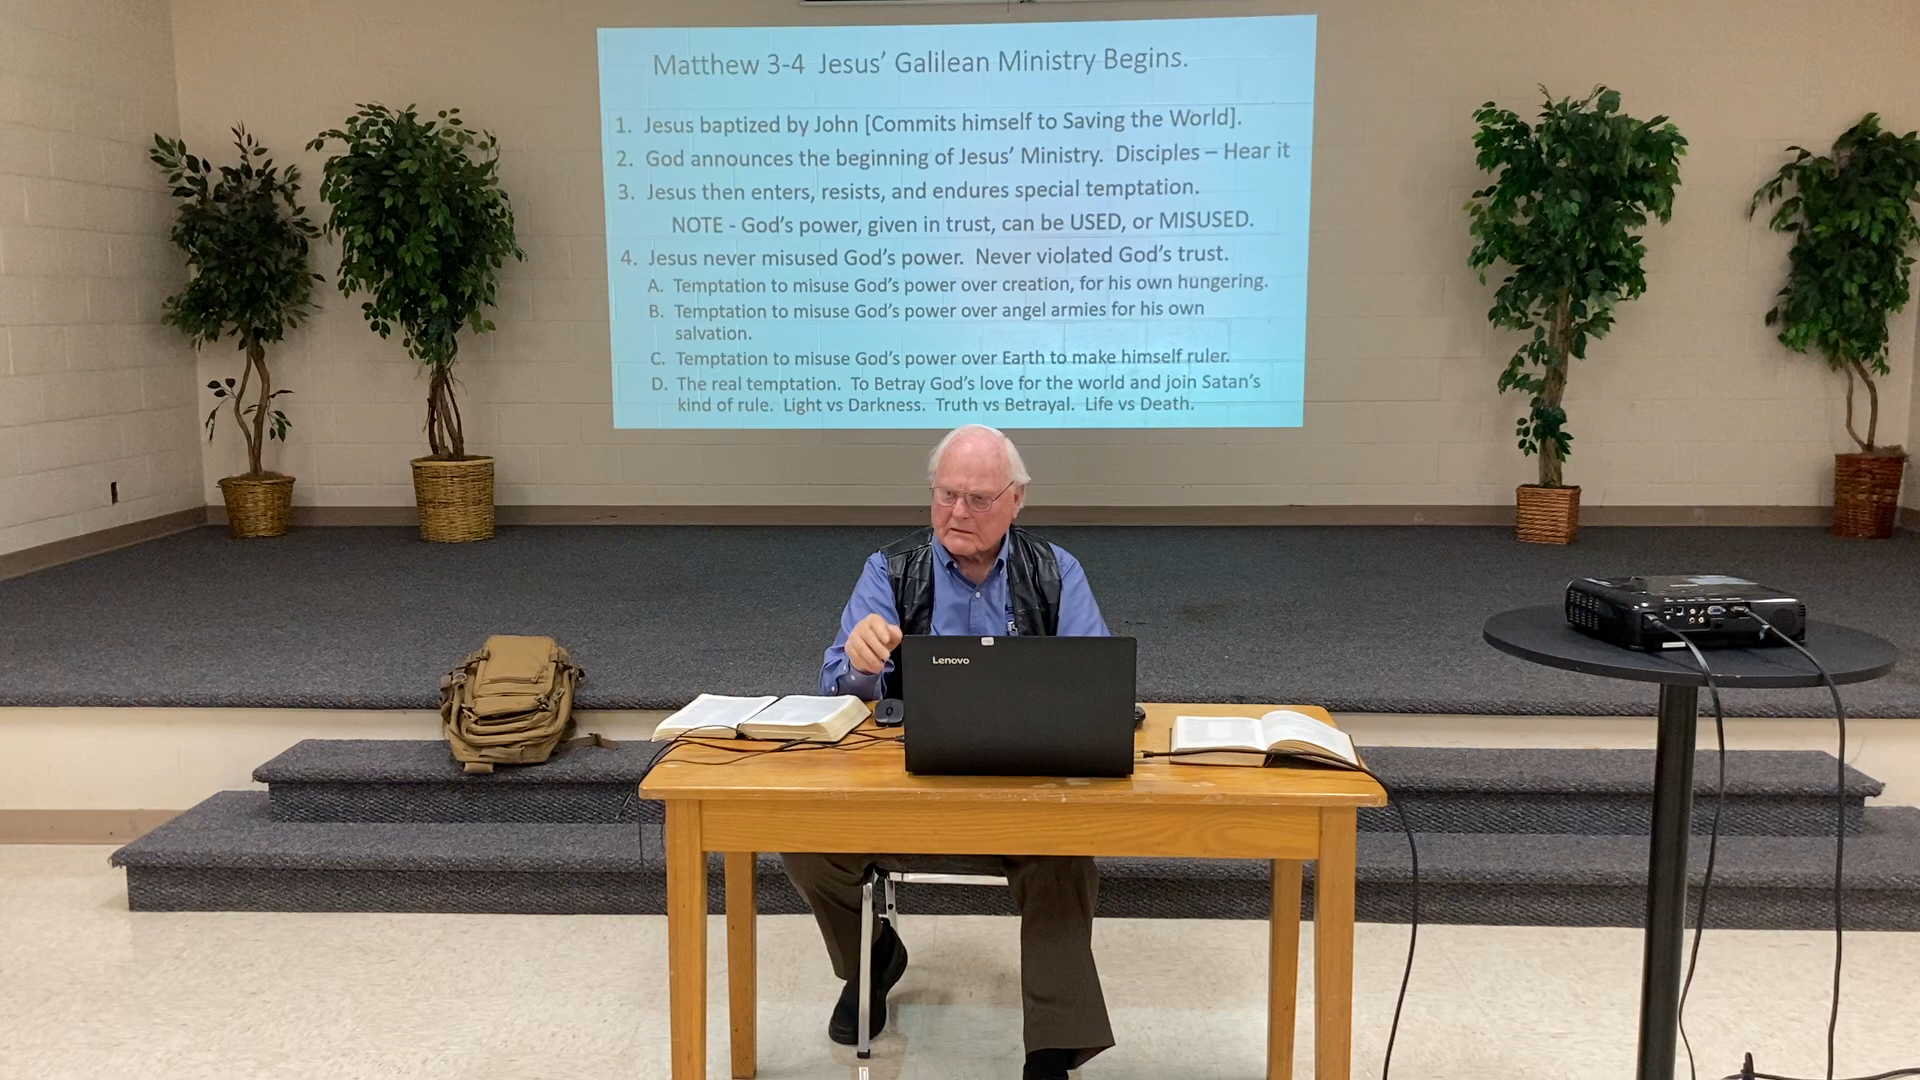 Matthew 3-4 Jesus' Galilean Ministry Begins.
1. Jesus baptized by John [Commits himself to Saving the World].
2. God announces the beginning of Jesus' Ministry. Disciples – Hear it
3. Jesus then enters, resists, and endures special temptation.
NOTE - God's power, given in trust, can be USED, or MISUSED.
4. Jesus never misused God's power. Never violated God's trust.
A. Temptation to misuse God's power over creation, for his own hungering.
B. Temptation to misuse God's power over angel armies for his own
salvation.
C. Temptation to misuse God's power over Earth to make himself ruler.
D. The real temptation. To Betray God's love for the world and join Satan's
kind of rule. Light vs Darkness. Truth vs Betrayal. Life vs Death.
Lenovo